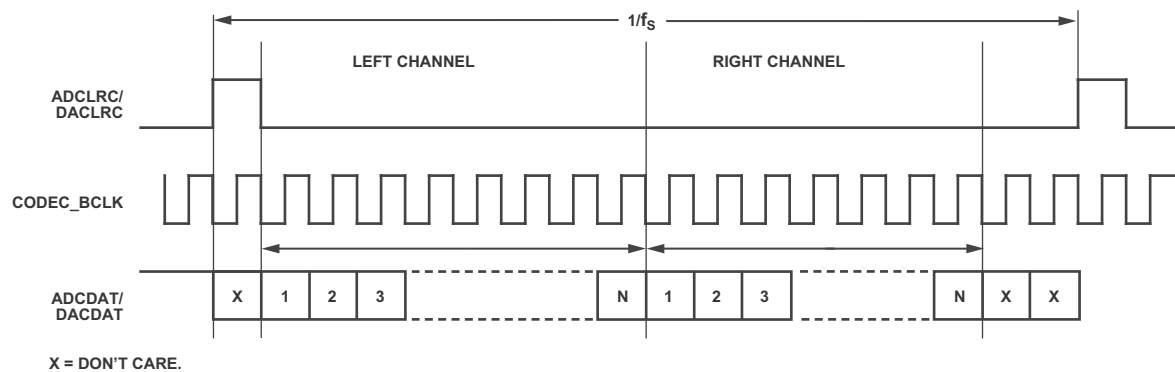 1/fS
LEFT CHANNEL
RIGHT CHANNEL
ADCLRC/
DACLRC
CODEC_BCLK
ADCDAT/
DACDAT
X 1 2 3 N 1 2 3 N X X
X = DON'T CARE.